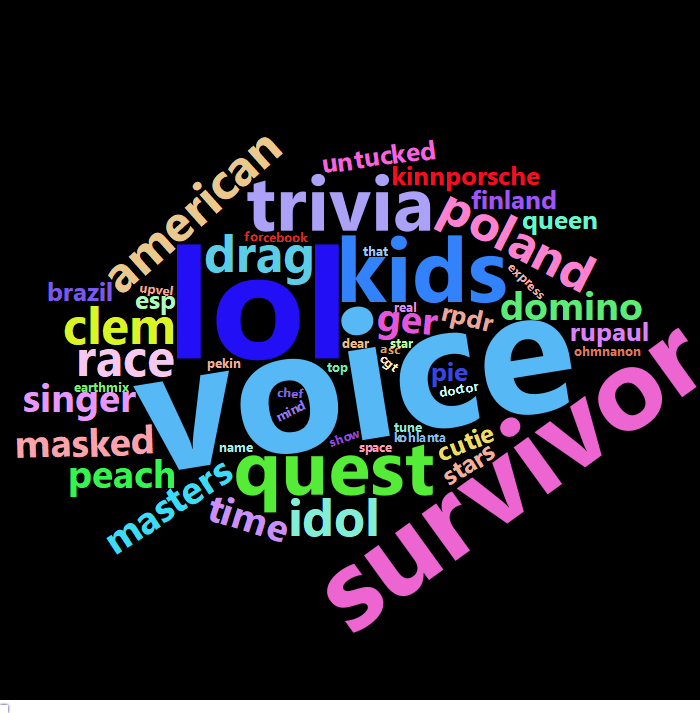 american
untucked
kinnporsche
trivia
finland
poland
queen
forcebook
drag
lol
kids
that
express
brazil
upvel
esp
real
ger
rpdr
domino
clem
race
dear
star
asc
cgt
rupaul
ohmnanon
pekin
top
voice
pie
doctor
earthmix
singer
chef
mind
survivor
masked
name
show
space
tune
kohlanta
cutie
stars
peach
quest
masters
time
idol